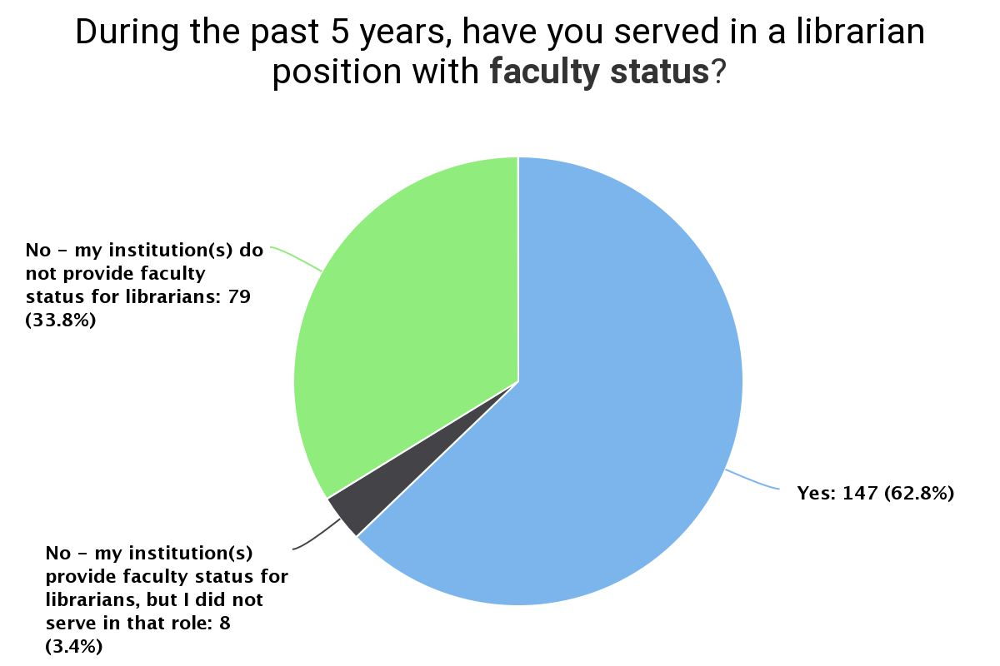 During the past 5 years, have you served in a librarian
position with faculty status?
No – my institution(s) do
not provide faculty
status for librarians: 79
(33.8%)
Yes: 147 (62.8%)
No – my institution(s)
provide faculty status for
librarians, but I did not
serve in that role: 8
(3.4%)